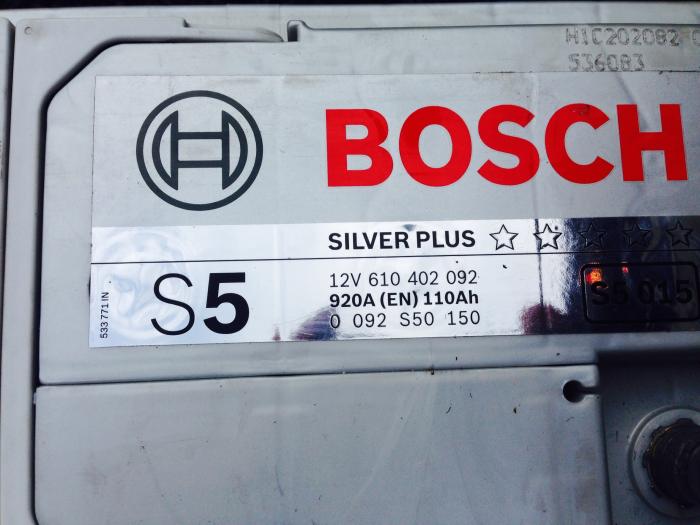 H1C202082 C
536083
BOSCH
SILVER PLUS
S5
12V 610 402 092
920A (EN) 110Ah
0 092 S50 150
S5 015
533 771 IN